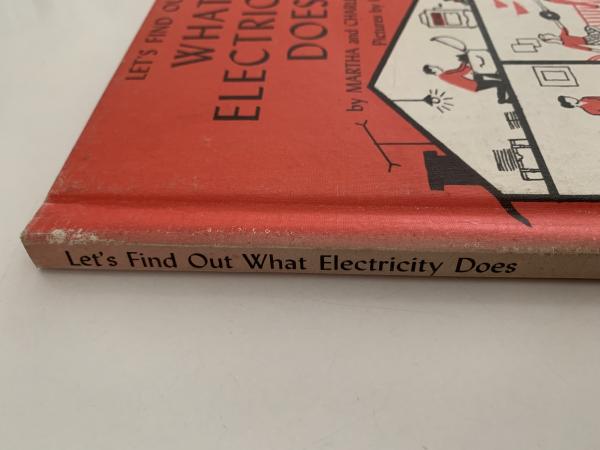 LET'S FIND OU
WHAT
ELECTRIC
DOES
by MARTHA and CHARLE
Pictures by
Let's Find Out What Electricity Does